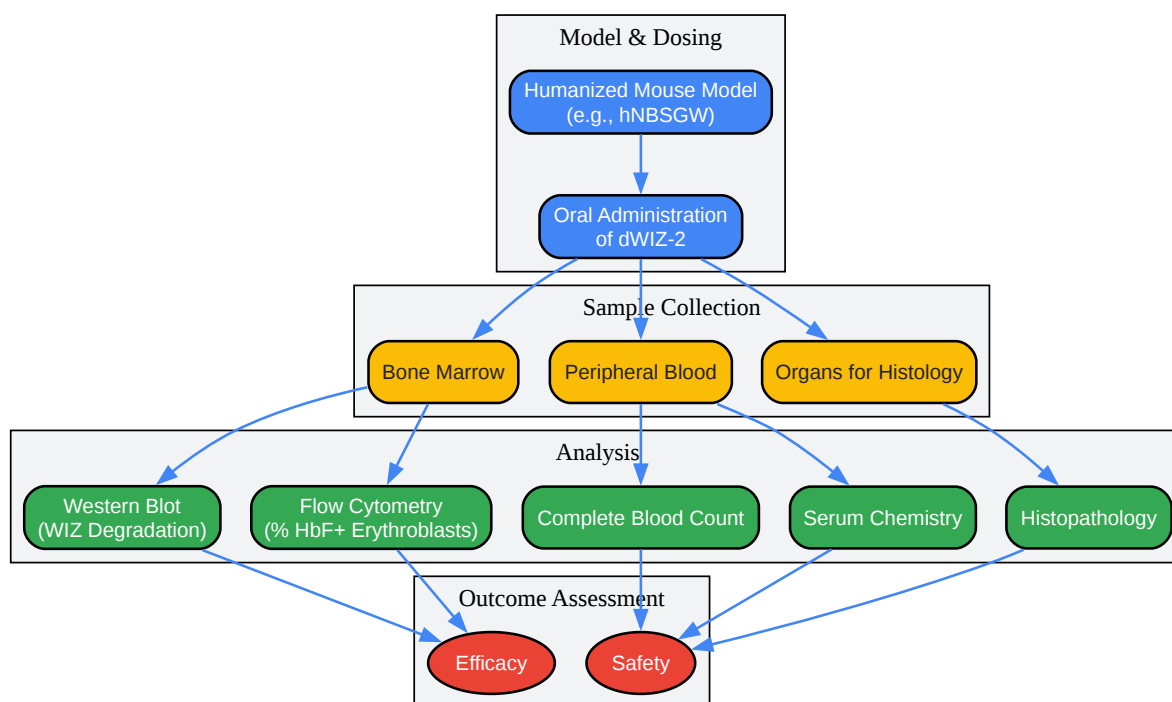 Model & Dosing
Humanized Mouse Model
(e.g., hNBSGW)
Oral Administration
of dWIZ-2
Sample Collection
Bone Marrow
Peripheral Blood
Organs for Histology
Analysis
Western Blot
(WIZ Degradation)
Flow Cytometry
(% HbF+ Erythroblasts)
Complete Blood Count
Serum Chemistry
Histopathology
Outcome Assessment
Efficacy
Safety